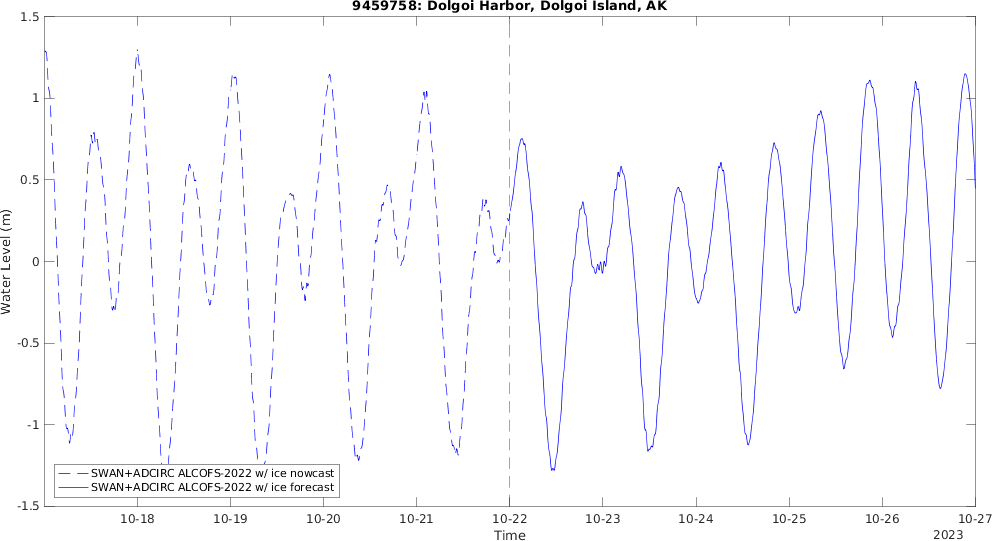 9459758: Dolgoi Harbor, Dolgoi Island, AK
1.5
1
0.5
0
-0.5
-1
-1.5
Water Level (m)
SWAN+ADCIRC ALCOFS-2022 w/ ice nowcast
SWAN+ADCIRC ALCOFS-2022 w/ ice forecast
10-18 10-19 10-20 10-21 10-22 10-23 10-24 10-25 10-26 10-27
Time
2023